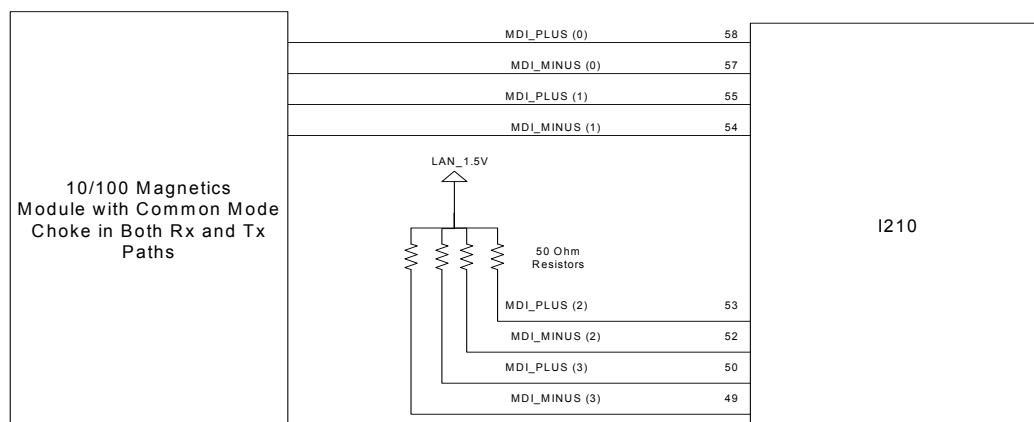 MDI_PLUS (0) 58
MDI_MINUS (0) 57
MDI_PLUS (1) 55
MDI_MINUS (1) 54
LAN_1.5V
10/100 Magnetics
Module with Common Mode
Choke in Both Rx and Tx
Paths
I210
50 Ohm
Resistors
MDI_PLUS (2) 53
MDI_MINUS (2) 52
MDI_PLUS (3) 50
MDI_MINUS (3) 49